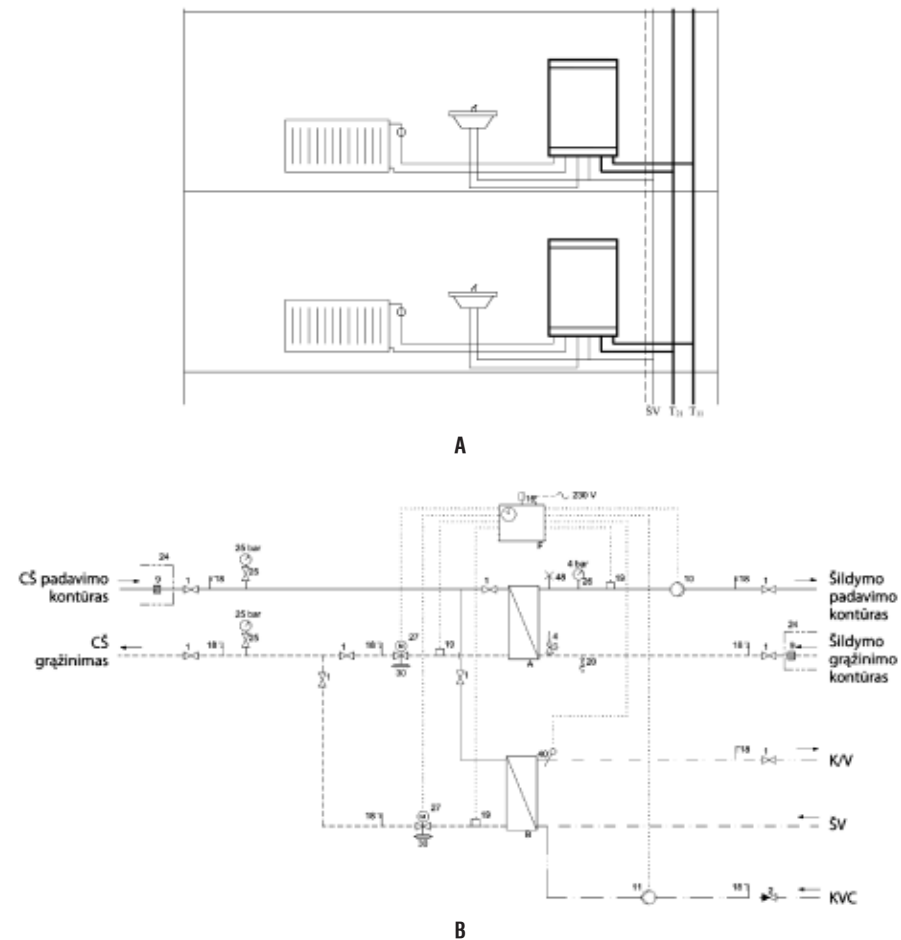 ŠV T₂₁ T₁₁
A
230 V
F
25 bar
24
9
1
18
25
1
4 bar
48
26
19
10
18
1
CŠ padavimo
kontūras
Šildymo
padavimo
kontūras
25 bar
CŠ
grąžinimas
1
18
25
1
18
27
30
19
4
A
20
18
1
24
9
Šildymo
grąžinimo
kontūras
1
1
40
18
1
K/V
18
27
30
19
B
ŠV
11
18
2
KVC
B